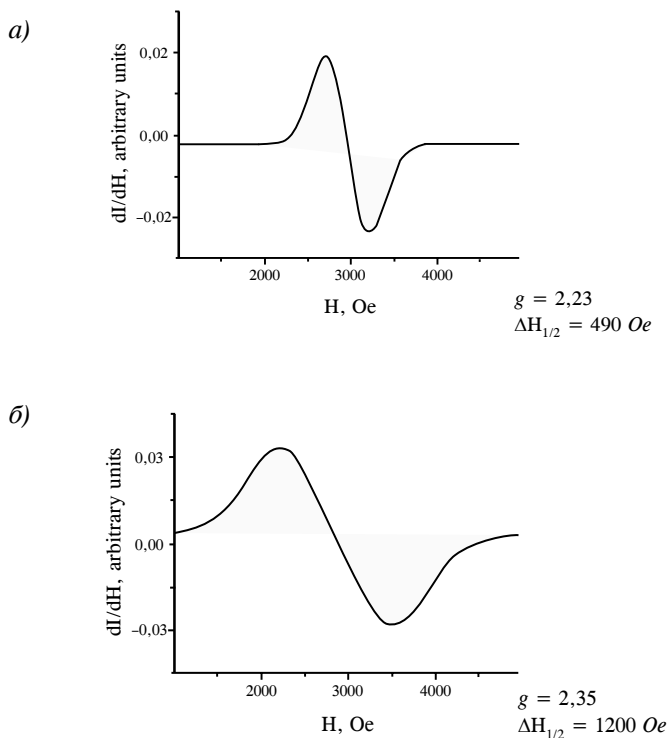 а)
0,02
0,00
−0,02
dI/dH, arbitrary units
2000 3000 4000
H, Oe
g = 2,23
ΔH1/2 = 490 Oe
б)
0,03
0,00
−0,03
dI/dH, arbitrary units
2000 3000 4000
H, Oe
g = 2,35
ΔH1/2 = 1200 Oe